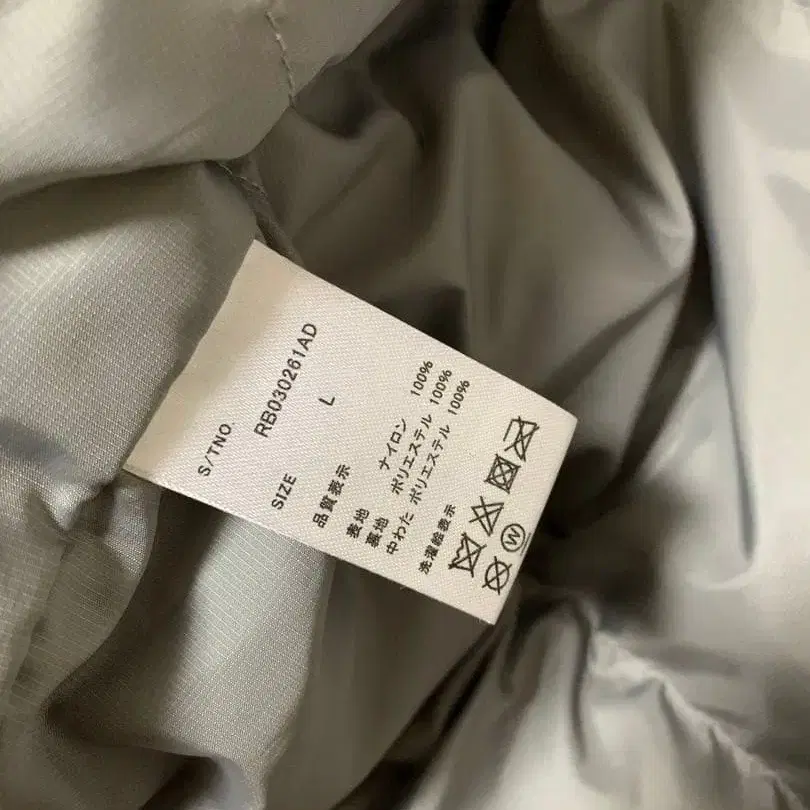 S/TNO RB030261AD
SIZE L
品質表示
表地 ナイロン 100%
裏地 ポリエステル 100%
中わた ポリエステル 100%
洗濯絵表示
W